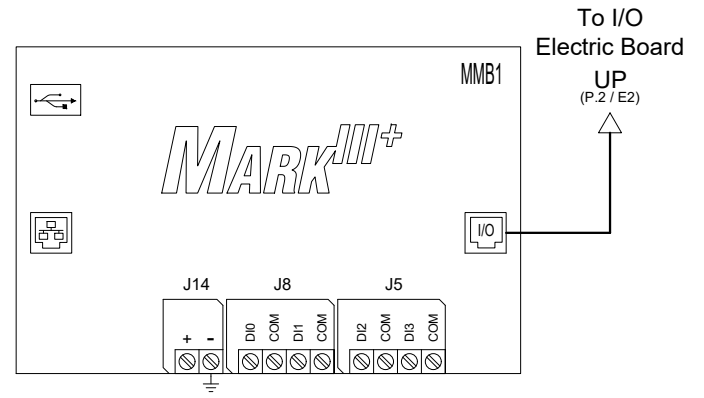 To I/O
Electric Board
UP
(P.2 / E2)
MMB1
MARK III+
I/O
J14
J8
J5
+ -
DI0 COM DI1 COM
DI2 COM DI3 COM